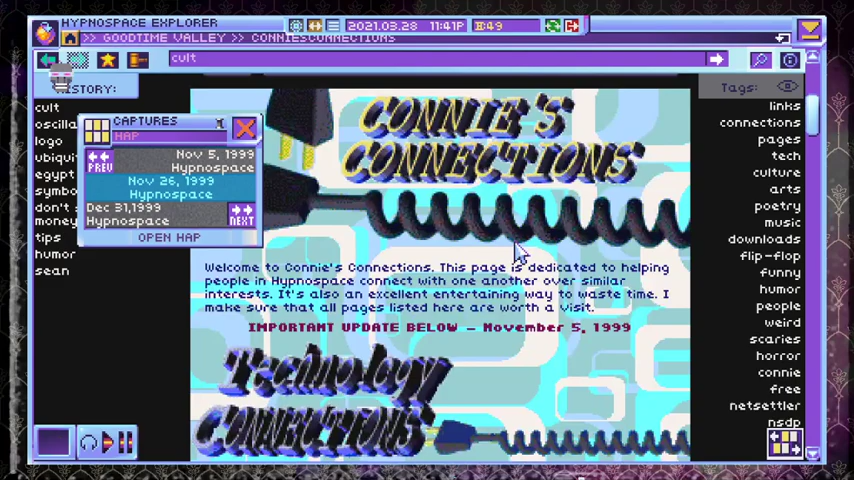 HYPNOSPACE EXPLORER
2021.03.28 11:41P
49
>> GOODTIME VALLEY >> CONNIESCONNECTIONS
cult
HISTORY:
cult
oscilla
logo
ubiquit
egypt
symbo
don't
money
tips
humor
sean
CAPTURES
HAP
PREV
Nov 5, 1999
Hypnospace
Nov 26, 1999
Hypnospace
Dec 31,1999
Hypnospace
NEXT
OPEN HAP
CONNIE'S
CONNECTIONS
Welcome to Connie's Connections. This page is dedicated to helping
people in Hypnospace connect with one another over similar
interests. It's also an excellent entertaining way to waste time. I
make sure that all pages listed here are worth a visit.
IMPORTANT UPDATE BELOW - November 5, 1999
Technology
CONNECTIONS
Tags:
links
connections
pages
tech
culture
arts
poetry
music
downloads
flip-flop
funny
humor
people
weird
scaries
horror
connie
free
netsettler
nsdp